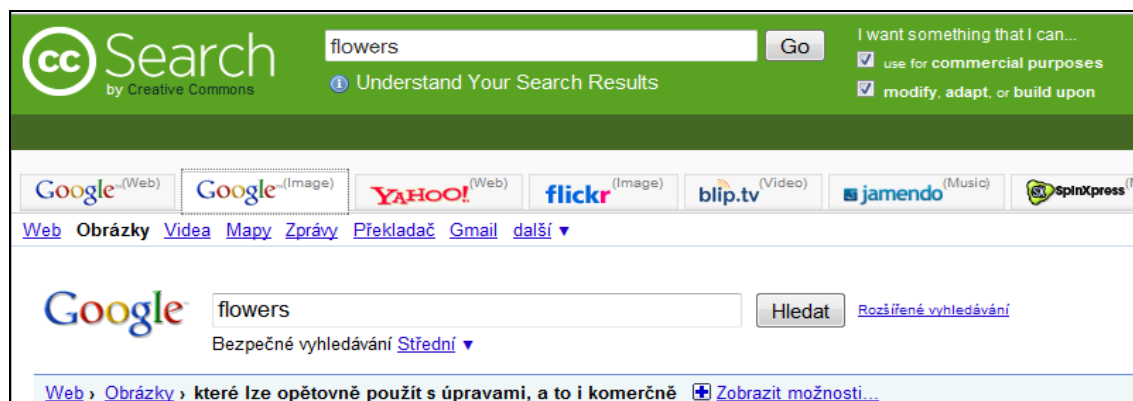 cc Search
by Creative Commons
flowers Go
Understand Your Search Results
I want something that I can...
use for commercial purposes
modify, adapt, or build upon
Google™ (Web) Google™ (Image) YAHOO! (Web) flickr (Image) blip.tv (Video) jamendo (Music) SpinXpress
Web Obrázky Videa Mapy Zprávy Překladač Gmail další ▼
Google™ flowers Hledat Rozšířené vyhledávání
Bezpečné vyhledávání Střední ▼
Web › Obrázky › které lze opětovně použít s úpravami, a to i komerčně Zobrazit možnosti...